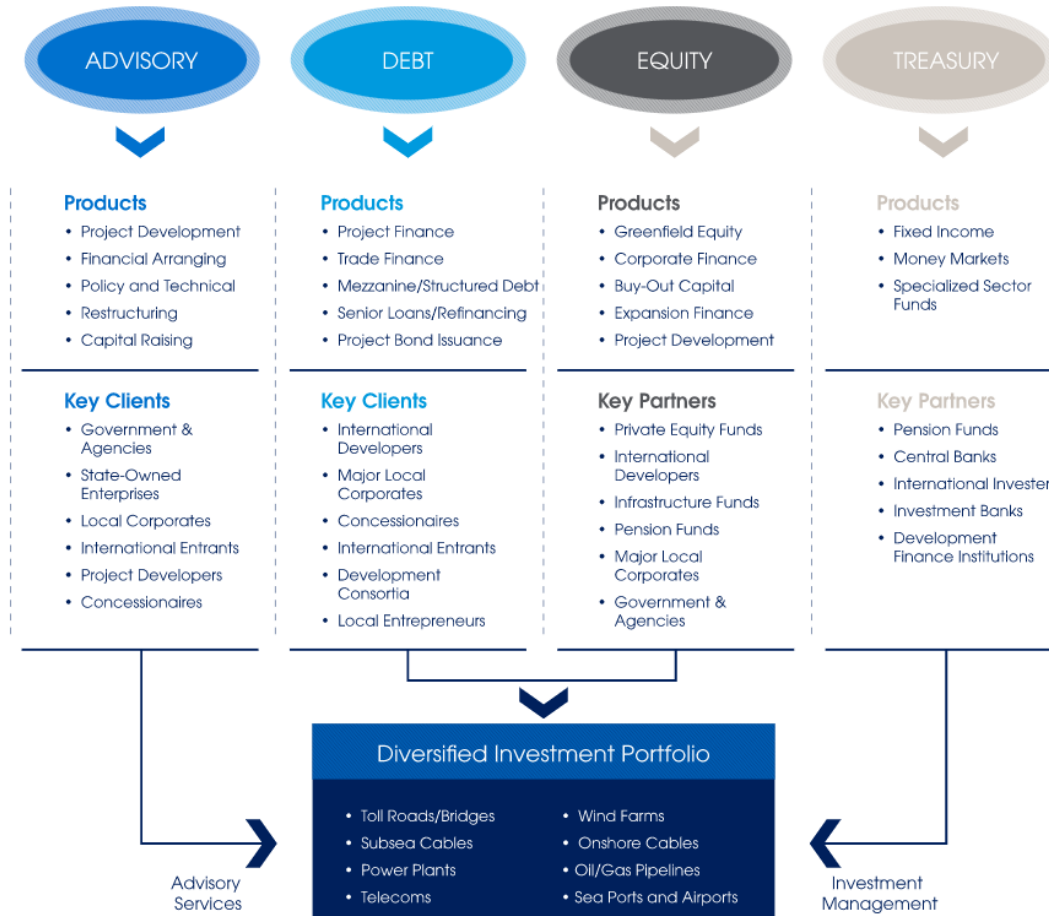 ADVISORY
DEBT
EQUITY
TREASURY
Products
• Project Development
• Financial Arranging
• Policy and Technical
• Restructuring
• Capital Raising
Products
• Project Finance
• Trade Finance
• Mezzanine/Structured Debt
• Senior Loans/Refinancing
• Project Bond Issuance
Products
• Greenfield Equity
• Corporate Finance
• Buy-Out Capital
• Expansion Finance
• Project Development
Products
• Fixed Income
• Money Markets
• Specialized Sector
Funds
Key Clients
• Government &
Agencies
• State-Owned
Enterprises
• Local Corporates
• International Entrants
• Project Developers
• Concessionaires
Key Clients
• International
Developers
• Major Local
Corporates
• Concessionaires
• International Entrants
• Development
Consortia
• Local Entrepreneurs
Key Partners
• Private Equity Funds
• International
Developers
• Infrastructure Funds
• Pension Funds
• Major Local
Corporates
• Government &
Agencies
Key Partners
• Pension Funds
• Central Banks
• International Invester
• Investment Banks
• Development
Finance Institutions
Diversified Investment Portfolio
• Toll Roads/Bridges
• Subsea Cables
• Power Plants
• Telecoms
• Wind Farms
• Onshore Cables
• Oil/Gas Pipelines
• Sea Ports and Airports
Advisory
Services
Investment
Management